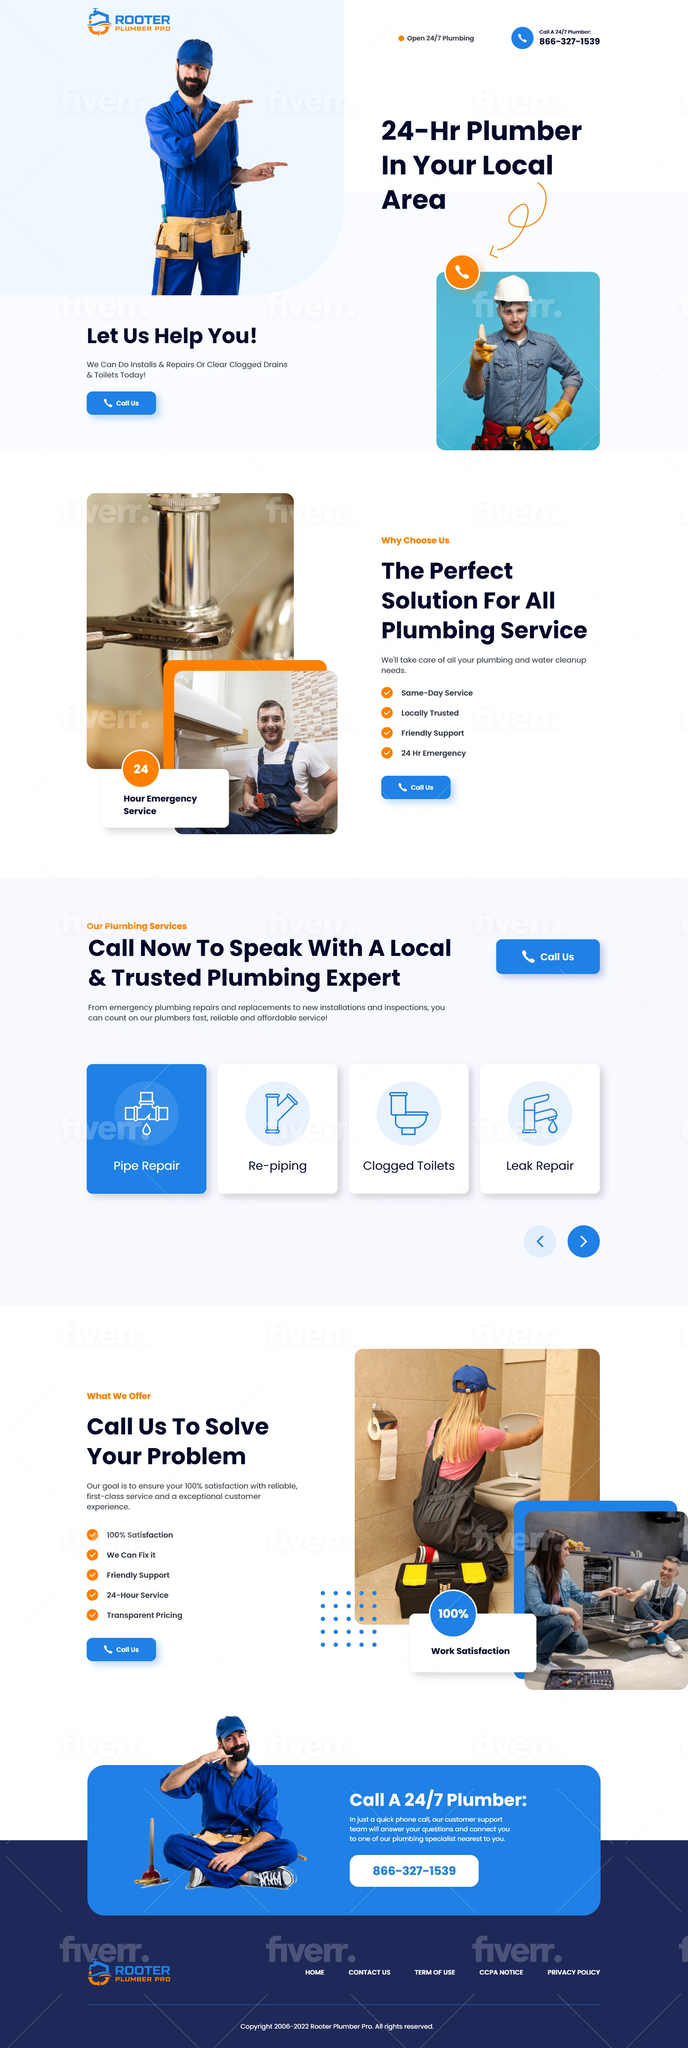 ROOTER
PLUMBER PRO
Open 24/7 Plumbing
Call A 24/7 Plumber:
866-327-1539
24-Hr Plumber
In Your Local
Area
Let Us Help You!
We Can Do Installs & Repairs Or Clear Clogged Drains
& Toilets Today!
Call Us
fiverr.
fiverr.
fiverr.
Why Choose Us
The Perfect
Solution For All
Plumbing Service
We'll take care of all your plumbing and water cleanup
needs.
Same-Day Service
Locally Trusted
Friendly Support
24 Hr Emergency
Call Us
24
Hour Emergency
Service
Our Plumbing Services
Call Now To Speak With A Local
& Trusted Plumbing Expert
Call Us
From emergency plumbing repairs and replacements to new installations and inspections, you
can count on our plumbers fast, reliable and affordable service!
Pipe Repair
Re-piping
Clogged Toilets
Leak Repair
What We Offer
Call Us To Solve
Your Problem
Our goal is to ensure your 100% satisfaction with reliable,
first-class service and a exceptional customer
experience.
100% Satisfaction
We Can Fix it
Friendly Support
24-Hour Service
Transparent Pricing
Call Us
100%
Work Satisfaction
Call A 24/7 Plumber:
In just a quick phone call, our customer support
team will answer your questions and connect you
to one of our plumbing specialist nearest to you.
866-327-1539
fiverr.
fiverr.
fiverr.
ROOTER
PLUMBER PRO
HOME
CONTACT US
TERM OF USE
CCPA NOTICE
PRIVACY POLICY
Copyright 2006-2022 Rooter Plumber Pro. All rights reserved.